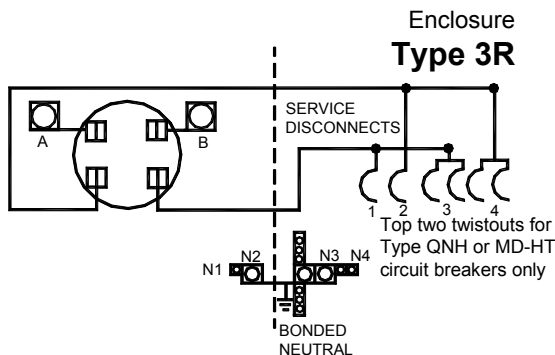 Enclosure
Type 3R
A
B
SERVICE
DISCONNECTS
1
2
3
4
Top two twistouts for
Type QNH or MD-HT
circuit breakers only
N1
N2
N3
N4
BONDED
NEUTRAL